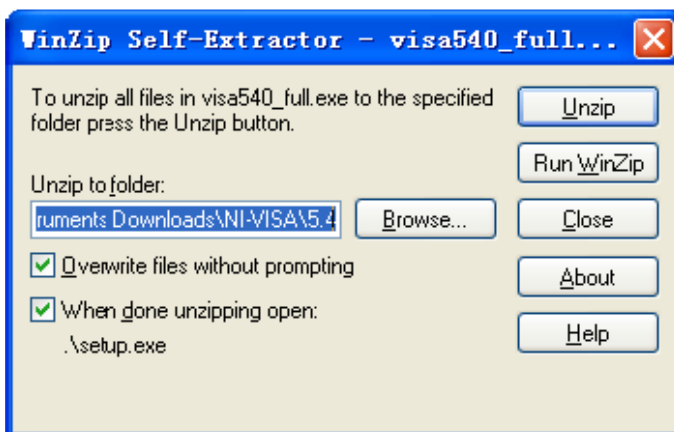 WinZip Self-Extractor - visa540_full...
To unzip all files in visa540_full.exe to the specified
folder press the Unzip button.
Unzip
Run WinZip
Unzip to folder:
ruments Downloads\NI-VISA\5.4
Browse...
Close
Overwrite files without prompting
About
When done unzipping open:
.\setup.exe
Help